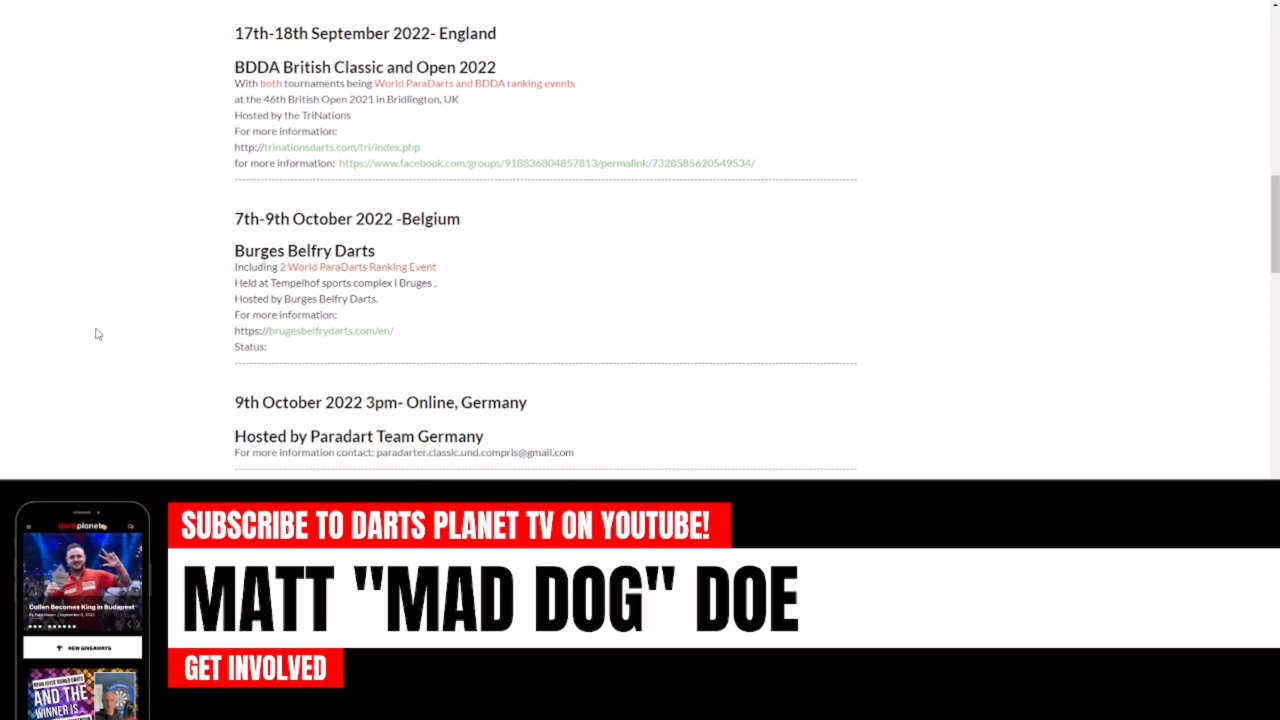 17th-18th September 2022- England
BDDA British Classic and Open 2022
With both tournaments being World ParaDarts and BDDA ranking events
at the 46th British Open 2021 in Bridlington, UK
Hosted by the TriNations
For more information:
http://trinationsdarts.com/tri/index.php
for more information: https://www.facebook.com/groups/918836804857813/permalink/7328585620549534/
--------------------------------------------------------------------------------
7th-9th October 2022 -Belgium
Burges Belfry Darts
Including 2 World ParaDarts Ranking Event
Held at Tempelhof sports complex i Bruges ,
Hosted by Burges Belfry Darts.
For more information:
https://brugesbelfrydarts.com/en/
Status:
--------------------------------------------------------------------------------
9th October 2022 3pm- Online, Germany
Hosted by Paradart Team Germany
For more information contact: paradarter.classic.und.compris@gmail.com
--------------------------------------------------------------------------------
SUBSCRIBE TO DARTS PLANET TV ON YOUTUBE!
MATT "MAD DOG" DOE
GET INVOLVED
dartsplanet
Cullen Becomes King in Budapest
NEW GIVEAWAYS
AND THE
WINNER IS